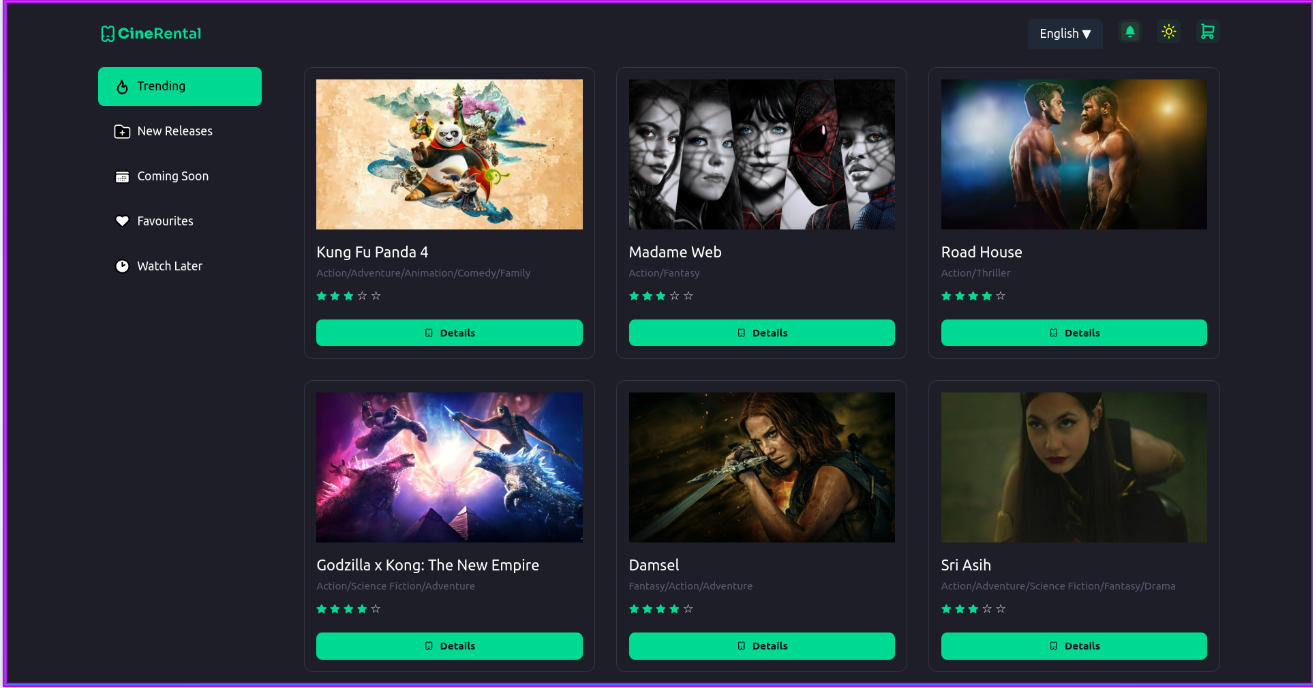 CineRental
English ▼
Trending
New Releases
Coming Soon
Favourites
Watch Later
Kung Fu Panda 4
Action/Adventure/Animation/Comedy/Family
Details
Madame Web
Action/Fantasy
Details
Road House
Action/Thriller
Details
Godzilla x Kong: The New Empire
Action/Science Fiction/Adventure
Details
Damsel
Fantasy/Action/Adventure
Details
Sri Asih
Action/Adventure/Science Fiction/Fantasy/Drama
Details